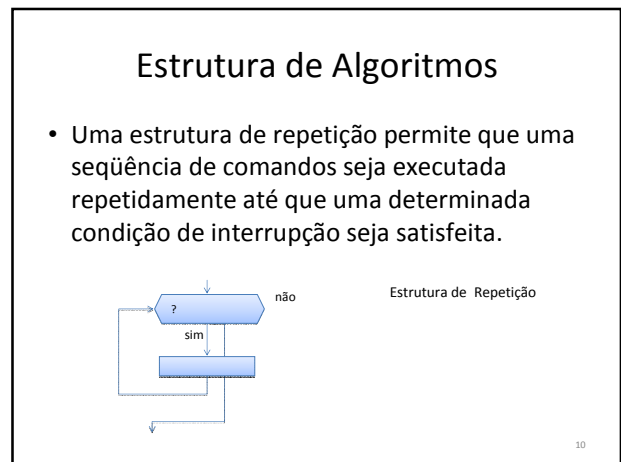 Estrutura de Algoritmos
• Uma estrutura de repetição permite que uma
seqüência de comandos seja executada
repetidamente até que uma determinada
condição de interrupção seja satisfeita.
não
Estrutura de Repetição
?
sim
10